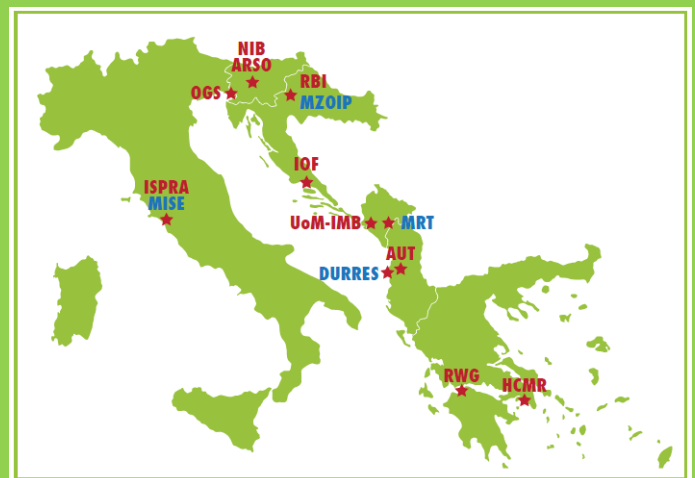 NIB
ARSO
OGS
RBI
MZOIP
IOF
ISPRA
MISE
UoM-IMB
MRT
AUT
DURRES
RWG
HCMR